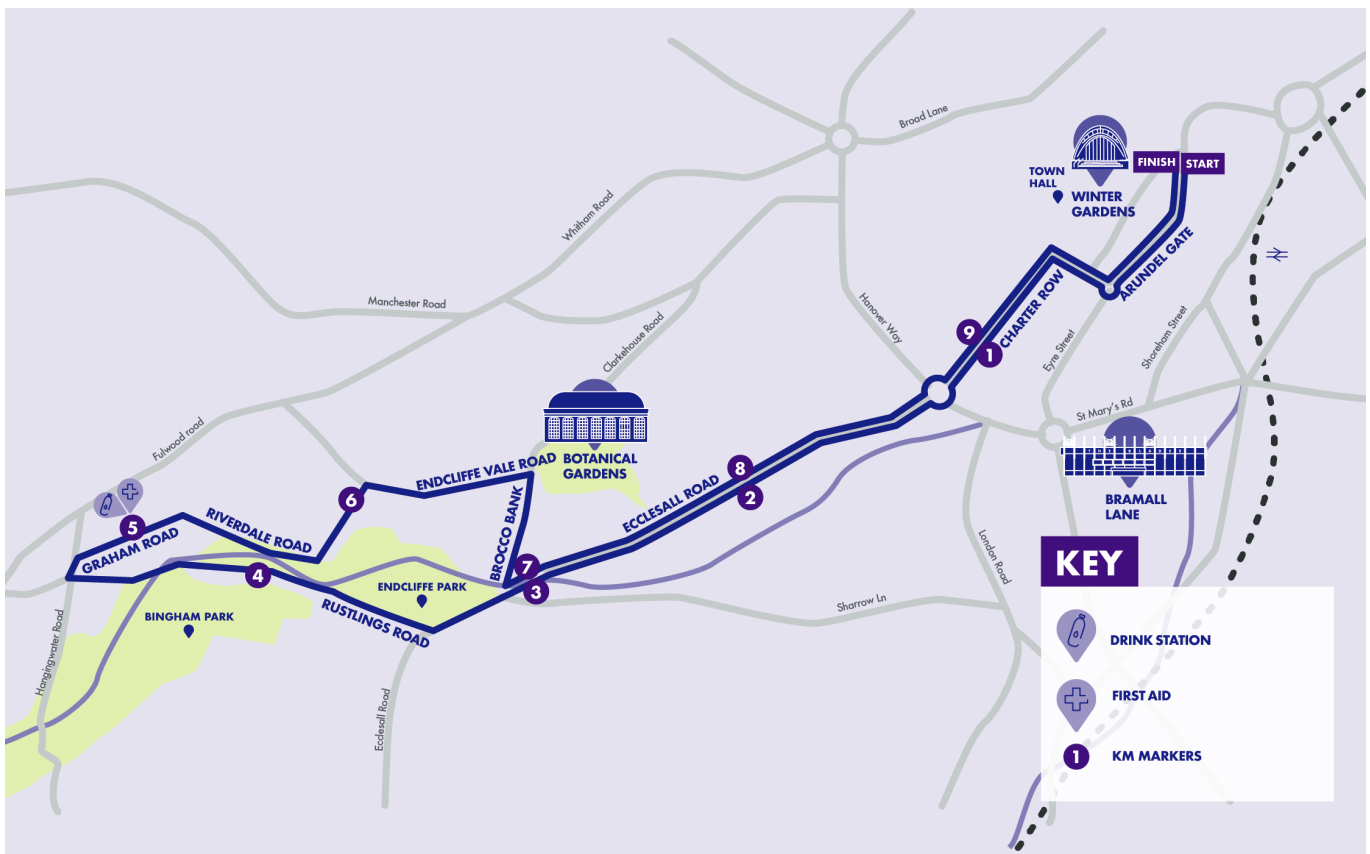 Broad Lane
FINISH
START
TOWN
HALL
WINTER
GARDENS
Whitham Road
ARUNDEL GATE
Manchester Road
Hanover Way
9
1
CHARTER ROW
Clarkehouse Road
Eyre Street
Shoreham Street
St Mary's Rd
Fulwood road
BOTANICAL
GARDENS
ENDCLIFFE VALE ROAD
8
2
BRAMALL
LANE
6
ECCLESALL ROAD
5
RIVERDALE ROAD
GRAHAM ROAD
BROCCO BANK
7
3
4
ENDCLIFFE PARK
RUSTLINGS ROAD
BINGHAM PARK
Sharrow Ln
London Road
Hangingwater Road
Ecclesall Road
KEY
DRINK STATION
FIRST AID
1
KM MARKERS